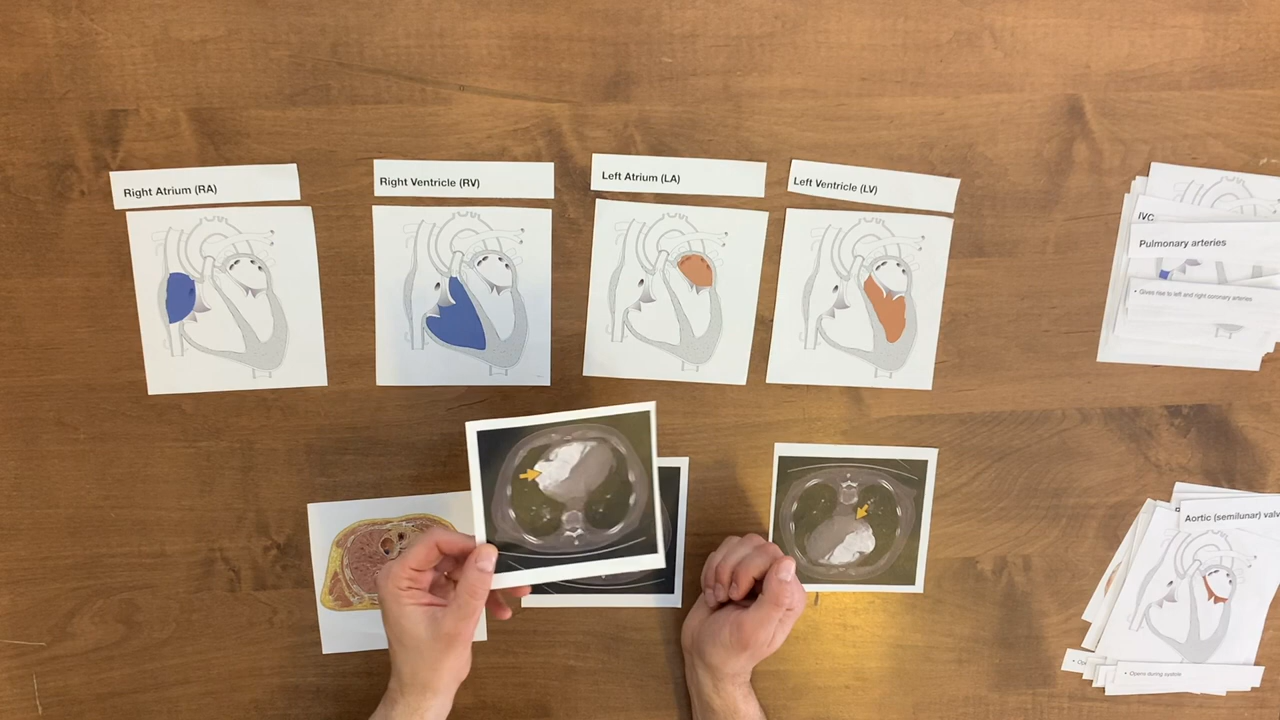 Right Atrium (RA)
Right Ventricle (RV)
Left Atrium (LA)
Left Ventricle (LV)
IVC
Pulmonary arteries
• Gives rise to left and right coronary arteries
Aortic (semilunar)
• Opens during systole